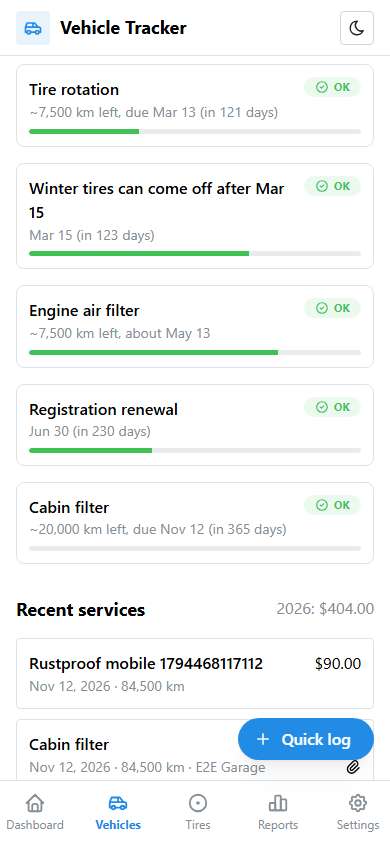 Vehicle Tracker
Tire rotation
OK
~7,500 km left, due Mar 13 (in 121 days)
Winter tires can come off after Mar
15
OK
Mar 15 (in 123 days)
Engine air filter
OK
~7,500 km left, about May 13
Registration renewal
OK
Jun 30 (in 230 days)
Cabin filter
OK
~20,000 km left, due Nov 12 (in 365 days)
Recent services
2026: $404.00
Rustproof mobile 1794468117112
$90.00
Nov 12, 2026 · 84,500 km
Cabin filter
Quick log
Nov 12, 2026 · 84,500 km · E2E Garage
Dashboard
Vehicles
Tires
Reports
Settings